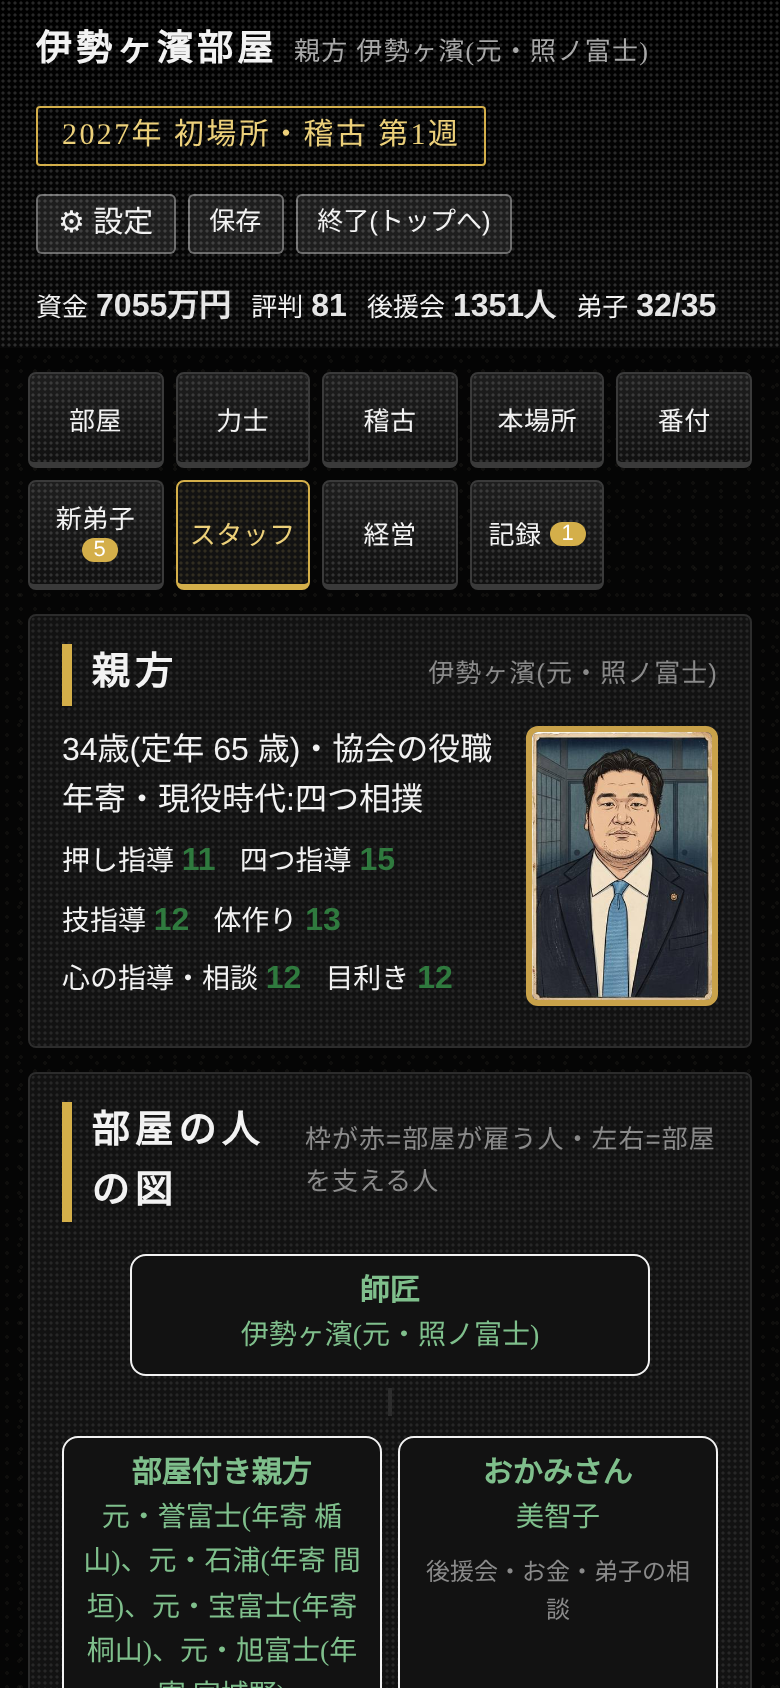 伊勢ヶ濱部屋 親方 伊勢ヶ濱(元・照ノ富士)
2027年 初場所・稽古 第1週
⚙ 設定 保存 終了(トップへ)
資金 7055万円 評判 81 後援会 1351人 弟子 32/35
部屋 力士 稽古 本場所 番付
新弟子 5 スタッフ 経営 記録 1
親方 伊勢ヶ濱(元・照ノ富士)
34歳(定年 65 歳)・協会の役職
年寄・現役時代:四つ相撲
押し指導 11 四つ指導 15
技指導 12 体作り 13
心の指導・相談 12 目利き 12
部屋の人
の図
枠が赤=部屋が雇う人・左右=部屋
を支える人
師匠
伊勢ヶ濱(元・照ノ富士)
部屋付き親方
元・誉富士(年寄 楯
山)、元・石浦(年寄 間
垣)、元・宝富士(年寄
桐山)、元・旭富士(年
寄 宮城野)
おかみさん
美智子
後援会・お金・弟子の相
談